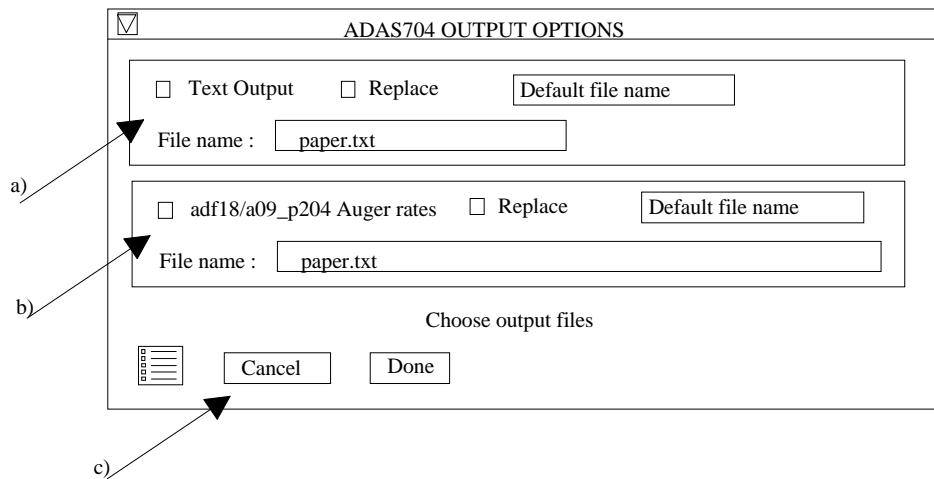 ADAS704 OUTPUT OPTIONS
Text Output Replace Default file name
File name : paper.txt
a)
adf18/a09_p204 Auger rates Replace Default file name
File name : paper.txt
b)
Choose output files
Cancel Done
c)